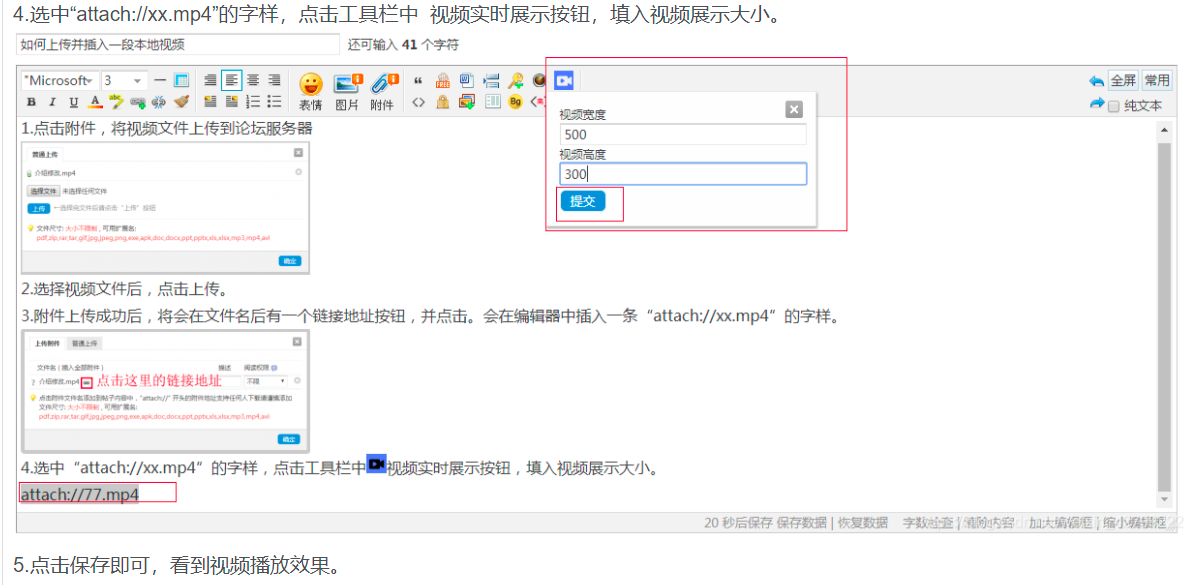 4.选中“attach://xx.mp4”的字样，点击工具栏中 视频实时展示按钮，填入视频展示大小。
如何上传并插入一段本地视频 还可输入 41 个字符
"Microsoft 3 全屏 常用
B I U A 表情 图片 附件 Bg 纯文本
视频宽度
500
视频高度
300
提交
1.点击附件，将视频文件上传到论坛服务器
普通上传
介绍修改.mp4
选择文件 未选择任何文件
上传 ←选择完文件后请点击“上传”按钮
文件尺寸: 大小不限制，可用扩展名:
pdf,zip,rar,tar,gif,jpg,jpeg,png,exe,apk,doc,docx,ppt,pptx,xls,xlsx,mp3,mp4,avi
确定
2.选择视频文件后，点击上传。
3.附件上传成功后，将会在文件名后有一个链接地址按钮，并点击。会在编辑器中插入一条“attach://xx.mp4”的字样。
上传附件 普通上传
文件名 ( 插入全部附件 ) 描述 阅读权限
? 介绍修改.mp4 点击这里的链接地址 不限
点击附件文件名添加到帖子内容中，"attach://" 开头的附件地址支持任何人下载请谨慎添加
文件尺寸: 大小不限制，可用扩展名:
pdf,zip,rar,tar,gif,jpg,jpeg,png,exe,apk,doc,docx,ppt,pptx,xls,xlsx,mp3,mp4,avi
确定
4.选中“attach://xx.mp4”的字样，点击工具栏中视频实时展示按钮，填入视频展示大小。
attach://77.mp4
20 秒后保存 保存数据 | 恢复数据 字数检查 | 清除内容 加大编辑框 | 缩小编辑框
5.点击保存即可，看到视频播放效果。